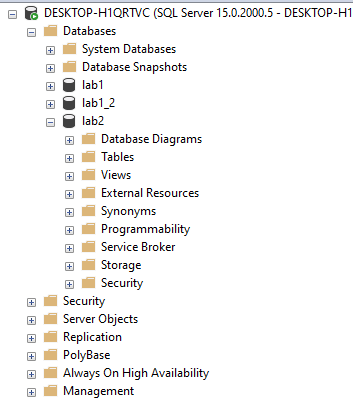 DESKTOP-H1QRTVC (SQL Server 15.0.2000.5 - DESKTOP-H1
Databases
System Databases
Database Snapshots
lab1
lab1_2
lab2
Database Diagrams
Tables
Views
External Resources
Synonyms
Programmability
Service Broker
Storage
Security
Security
Server Objects
Replication
PolyBase
Always On High Availability
Management